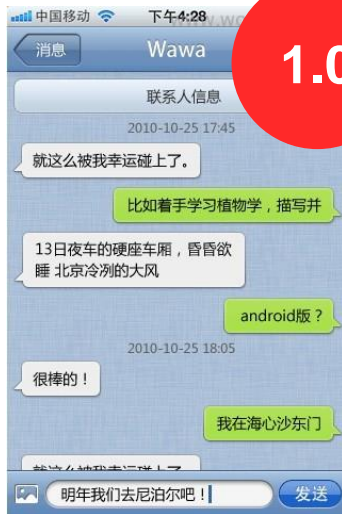 中国移动 下午4:28
消息 Wawa
1.0
联系人信息
2010-10-25 17:45
就这么被我幸运碰上了。
比如着手学习植物学，描写并
13日夜车的硬座车厢，昏昏欲
睡 北京冷冽的大风
android版？
2010-10-25 18:05
很棒的！
我在海心沙东门
明年我们去尼泊尔吧！ 发送